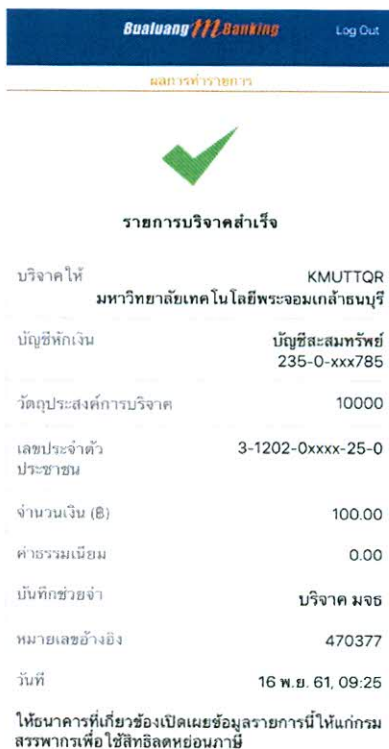 Bualuang mBanking Log Out
ผลการทำรายการ
รายการบริจาคสำเร็จ
บริจาคให้ KMUTTQR
มหาวิทยาลัยเทคโนโลยีพระจอมเกล้าธนบุรี
บัญชีหักเงิน บัญชีสะสมทรัพย์
235-0-xxx785
วัตถุประสงค์การบริจาค 10000
เลขประจำตัว 3-1202-0xxxx-25-0
ประชาชน
จำนวนเงิน (฿) 100.00
ค่าธรรมเนียม 0.00
บันทึกช่วยจำ บริจาค มจธ
หมายเลขอ้างอิง 470377
วันที่ 16 พ.ย. 61, 09:25
ให้ธนาคารที่เกี่ยวข้องเปิดเผยข้อมูลรายการนี้ให้แก่กรม
สรรพากรเพื่อใช้สิทธิลดหย่อนภาษี